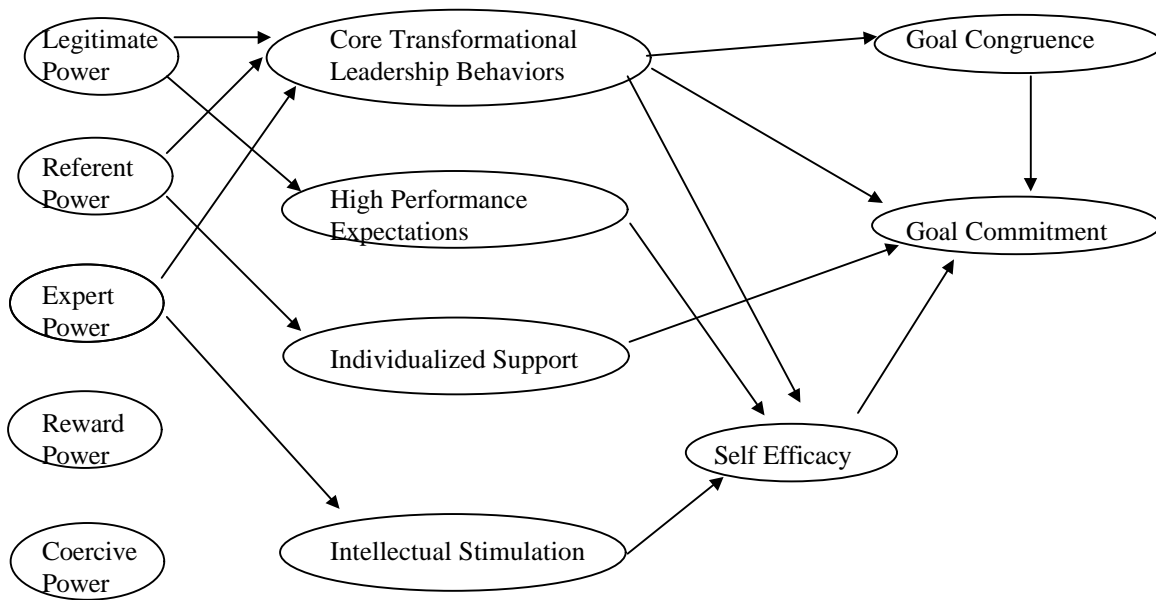 Legitimate
Power
Core Transformational
Leadership Behaviors
Goal Congruence
Referent
Power
High Performance
Expectations
Goal Commitment
Expert
Power
Individualized Support
Reward
Power
Self Efficacy
Coercive
Power
Intellectual Stimulation